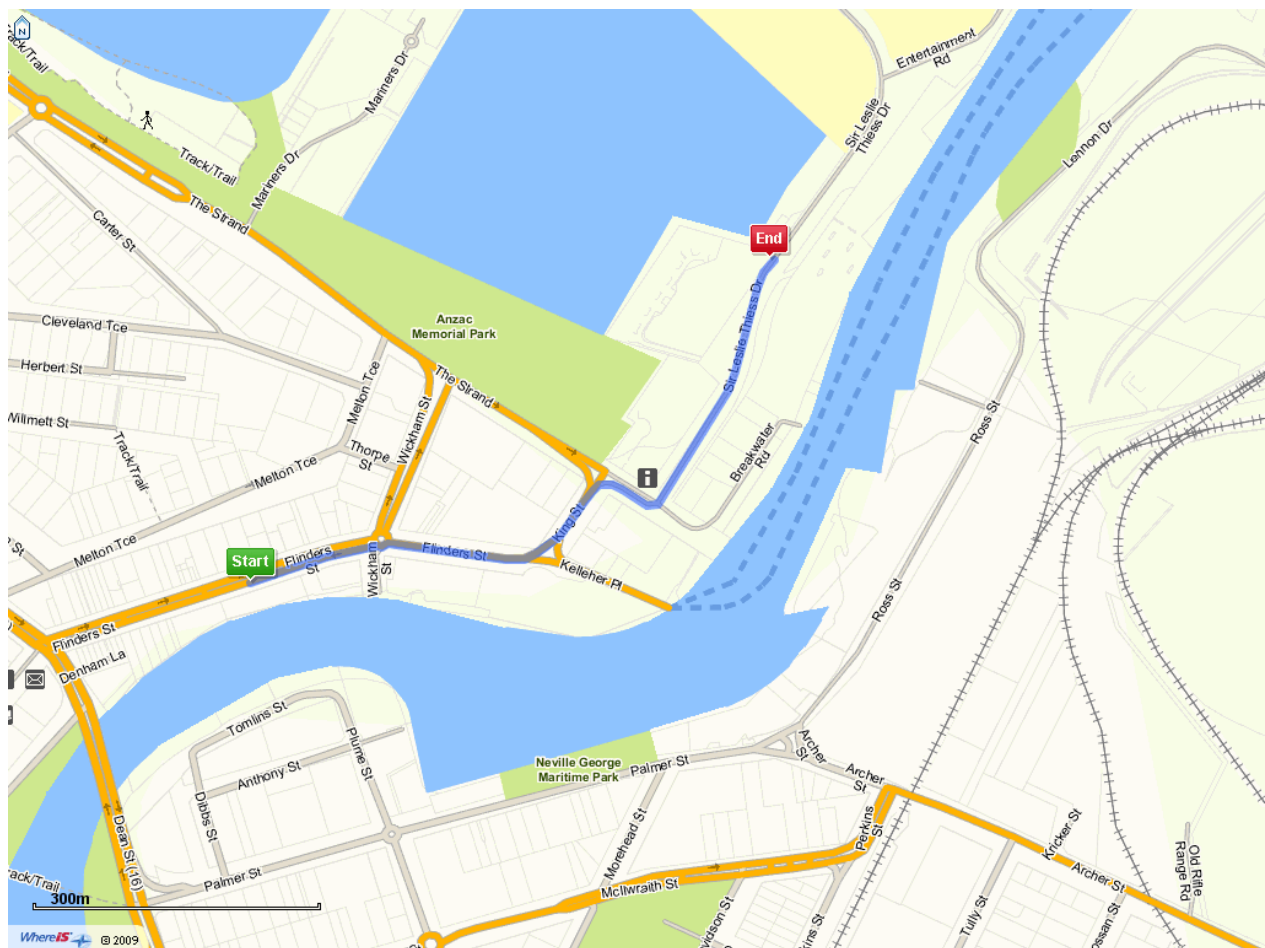 N
Track/Trail
Mariners Dr
Entertainment
Rd
Sir Leslie
Thiess Dr
Lennon Dr
Track/Trail
Mariners Dr
The Strand
Carter St
End
Anzac
Memorial Park
Sir Leslie Thiess Dr
Cleveland Tce
Herbert St
Melton Tce
The Strand
Willmett St
Wickham St
Ross St
Track/Trail
Thorpe
St
Breakwater
Rd
Melton Tce
i
King St
Melton Tce
Start
Flinders
St
Flinders St
Wickham
St
Kelleher Pl
Ross St
Flinders St
Denham La
Tomlins St
Plume St
Archer
St
Neville George
Maritime Park
Palmer St
Anthony St
Archer
St
Dibbs St
Dean St (16)
Perkins
St
Kricker St
Morehead St
Palmer St
McIlwraith St
Archer St
Old Rifle
Range Rd
300m
Tully St
WhereiS
© 2009